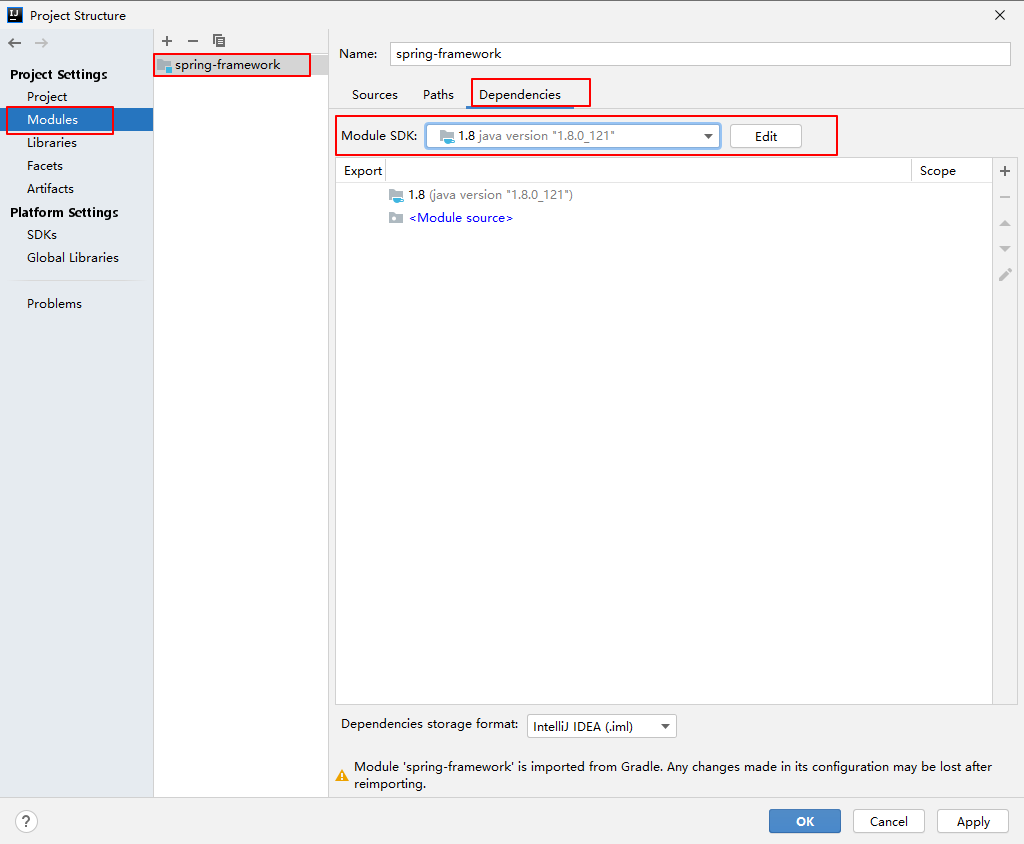 Project Structure
Project Settings
Project
Modules
Libraries
Facets
Artifacts
Platform Settings
SDKs
Global Libraries
Problems
spring-framework
Name: spring-framework
Sources Paths Dependencies
Module SDK: 1.8 java version "1.8.0_121" Edit
Export Scope
1.8 (java version "1.8.0_121")
<Module source>
Dependencies storage format: IntelliJ IDEA (.iml)
Module 'spring-framework' is imported from Gradle. Any changes made in its configuration may be lost after
reimporting.
? OK Cancel Apply